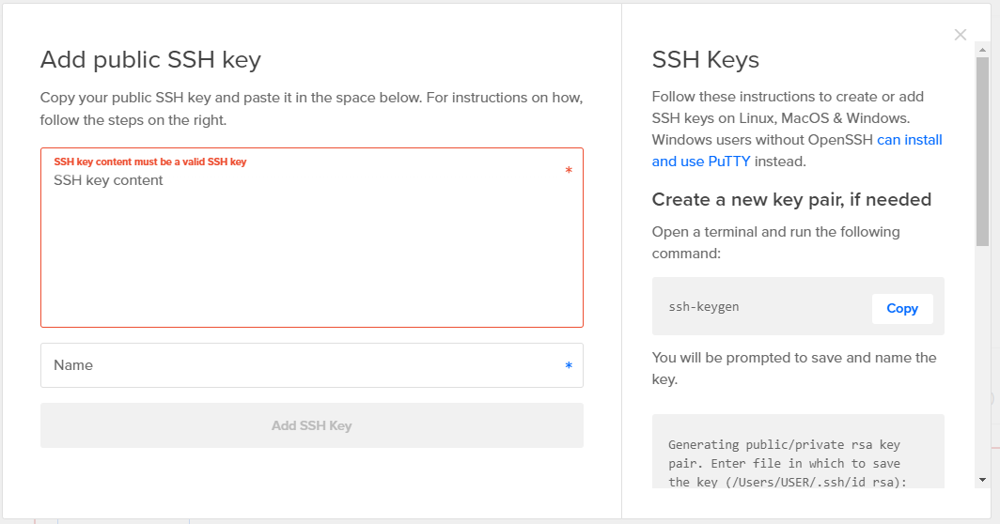 Add public SSH key
Copy your public SSH key and paste it in the space below. For instructions on how,
follow the steps on the right.
SSH key content must be a valid SSH key
SSH key content
*
Name
*
Add SSH Key
SSH Keys
Follow these instructions to create or add
SSH keys on Linux, MacOS & Windows.
Windows users without OpenSSH can install
and use PuTTY instead.
Create a new key pair, if needed
Open a terminal and run the following
command:
ssh-keygen
Copy
You will be prompted to save and name the
key.
Generating public/private rsa key
pair. Enter file in which to save
the key (/Users/USER/.ssh/id_rsa):